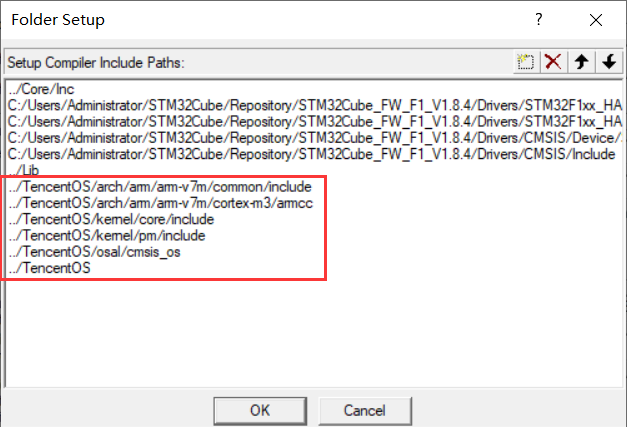 Folder Setup
?
Setup Compiler Include Paths:
../Core/Inc
C:/Users/Administrator/STM32Cube/Repository/STM32Cube_FW_F1_V1.8.4/Drivers/STM32F1xx_HA
C:/Users/Administrator/STM32Cube/Repository/STM32Cube_FW_F1_V1.8.4/Drivers/STM32F1xx_HA
C:/Users/Administrator/STM32Cube/Repository/STM32Cube_FW_F1_V1.8.4/Drivers/CMSIS/Device/
C:/Users/Administrator/STM32Cube/Repository/STM32Cube_FW_F1_V1.8.4/Drivers/CMSIS/Include
../Lib
../TencentOS/arch/arm/arm-v7m/common/include
../TencentOS/arch/arm/arm-v7m/cortex-m3/armcc
../TencentOS/kernel/core/include
../TencentOS/kernel/pm/include
../TencentOS/osal/cmsis_os
../TencentOS
OK
Cancel